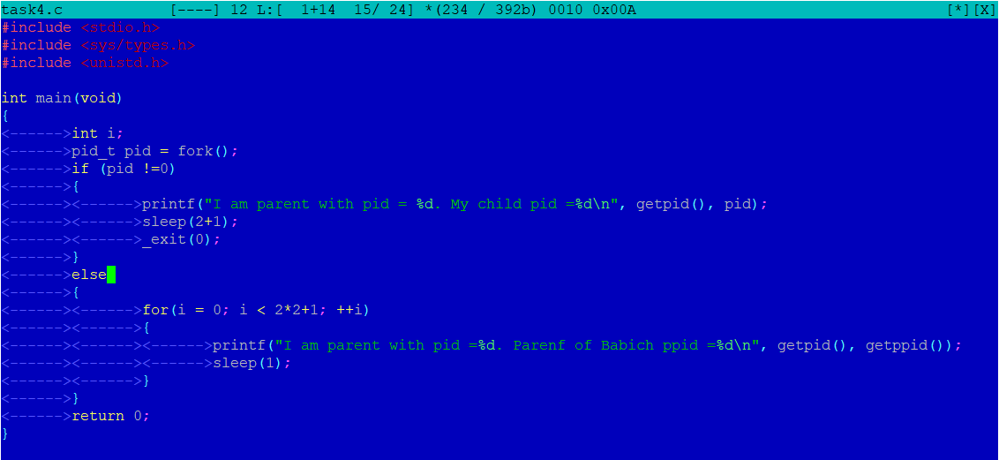 task4.c [----] 12 L:[ 1+14 15/ 24] *(234 / 392b) 0010 0x00A [*][X]
#include <stdio.h>
#include <sys/types.h>
#include <unistd.h>
int main(void)
{
<------>int i;
<------>pid_t pid = fork();
<------>if (pid !=0)
<------>{
<------><------>printf("I am parent with pid = %d. My child pid =%d\n", getpid(), pid);
<------><------>sleep(2+1);
<------><------>_exit(0);
<------>}
<------>else
<------>{
<------><------>for(i = 0; i < 2*2+1; ++i)
<------><------>{
<------><------><------>printf("I am parent with pid =%d. Parenf of Babich ppid =%d\n", getpid(), getppid());
<------><------><------>sleep(1);
<------><------>}
<------>}
<------>return 0;
}